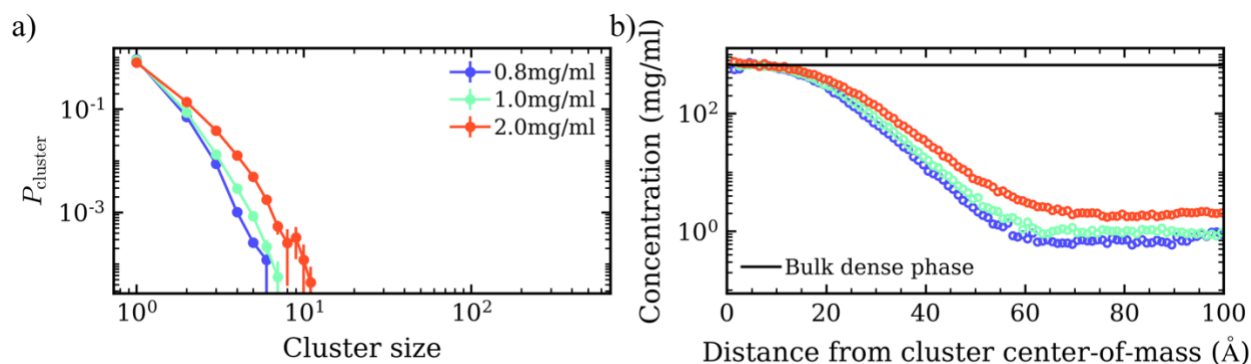 a)
P_cluster
10^-1
10^-3
10^0
10^1
10^2
Cluster size
0.8mg/ml
1.0mg/ml
2.0mg/ml
b)
Concentration (mg/ml)
10^2
10^0
0
20
40
60
80
100
Bulk dense phase
Distance from cluster center-of-mass (Å)